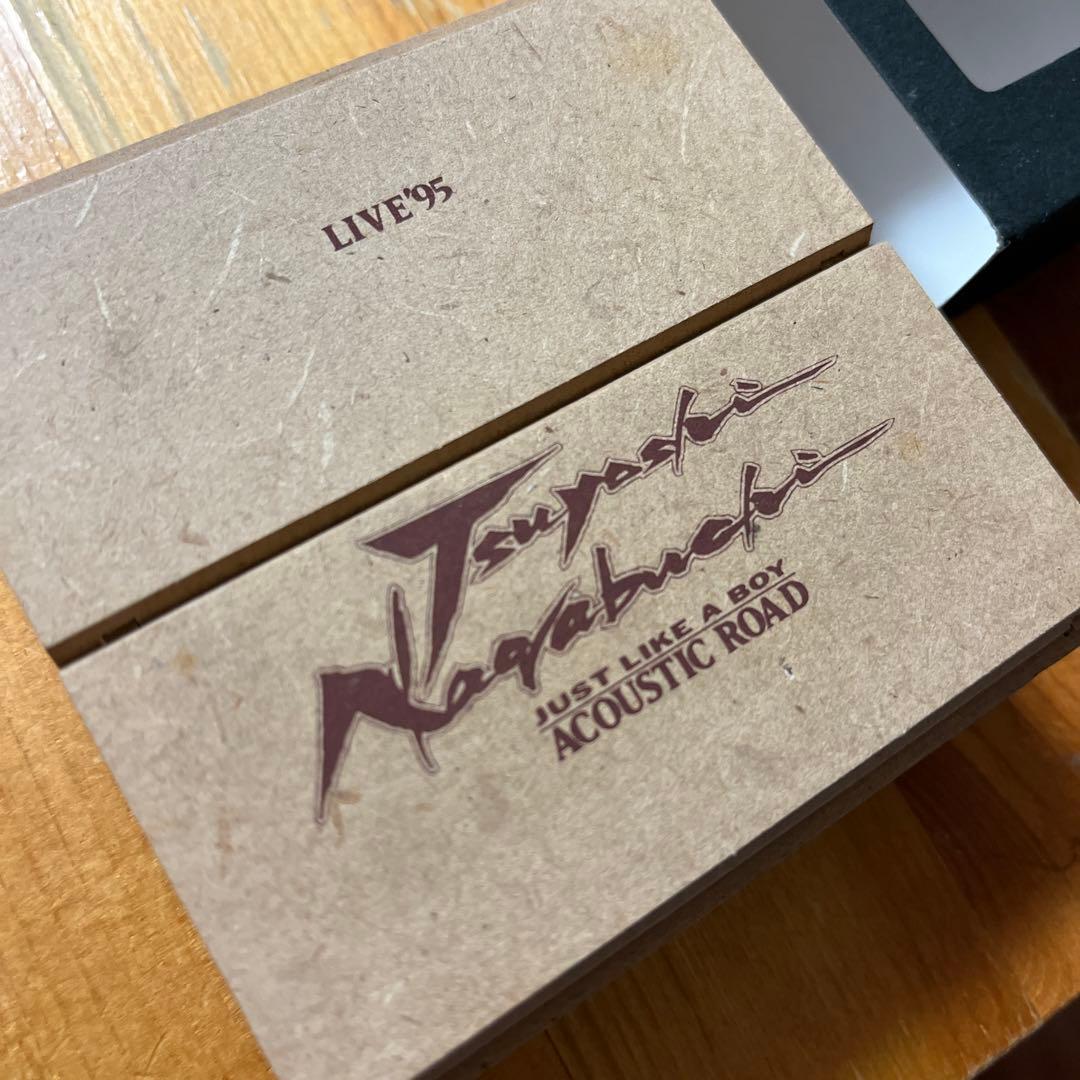 LIVE'95
Tsuyoshi
Nagabuchi
JUST LIKE A BOY
ACOUSTIC ROAD